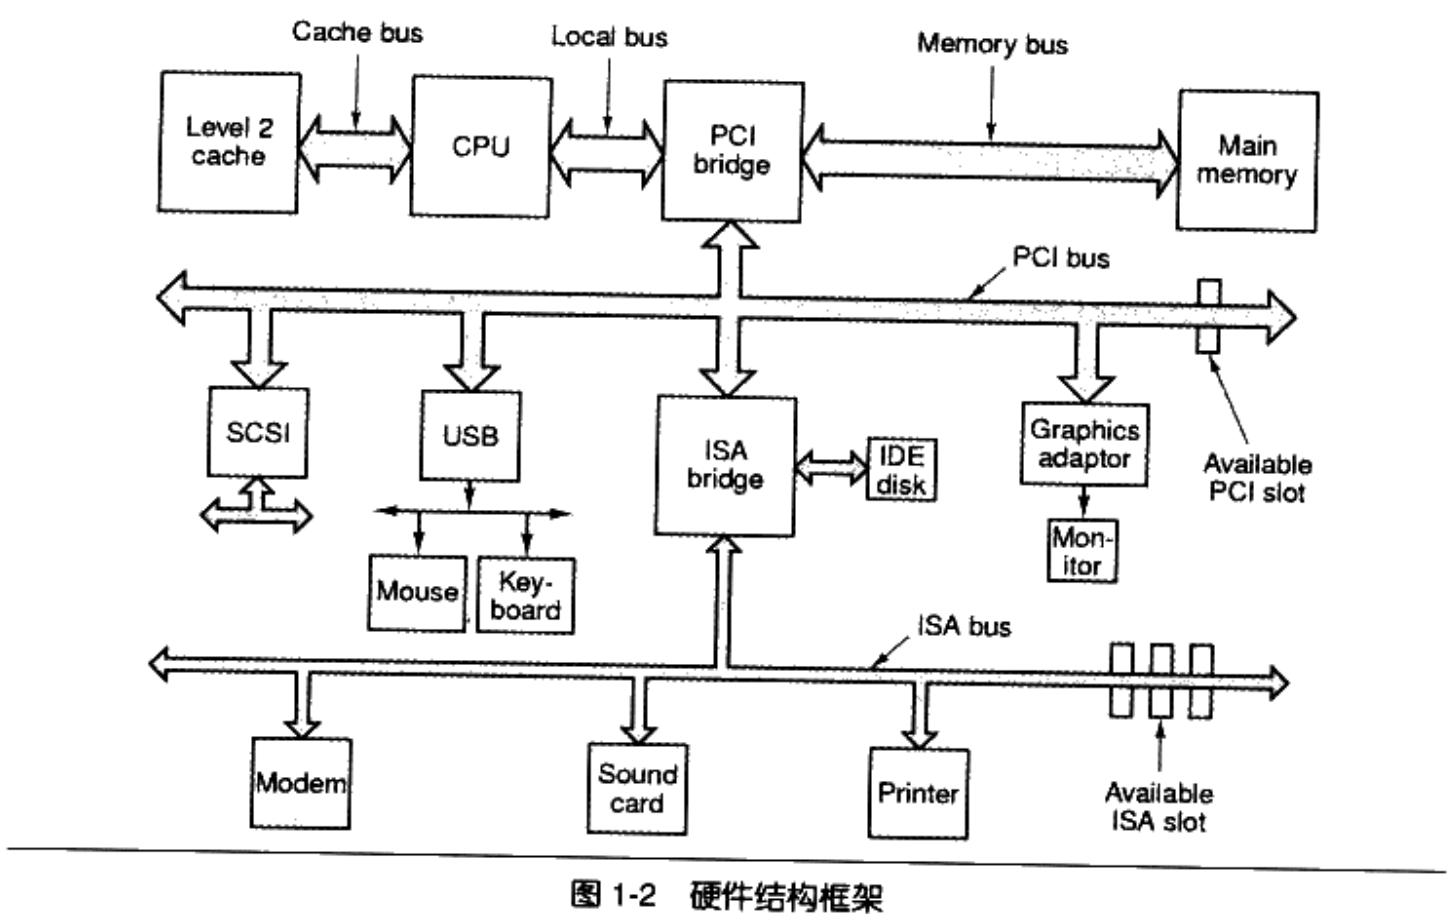 Cache bus
Local bus
Memory bus
Level 2
cache
CPU
PCI
bridge
Main
memory
PCI bus
SCSI
USB
ISA
bridge
IDE
disk
Graphics
adaptor
Available
PCI slot
Mon-
itor
Mouse
Key-
board
ISA bus
Modem
Sound
card
Printer
Available
ISA slot
图 1-2 硬件结构框架